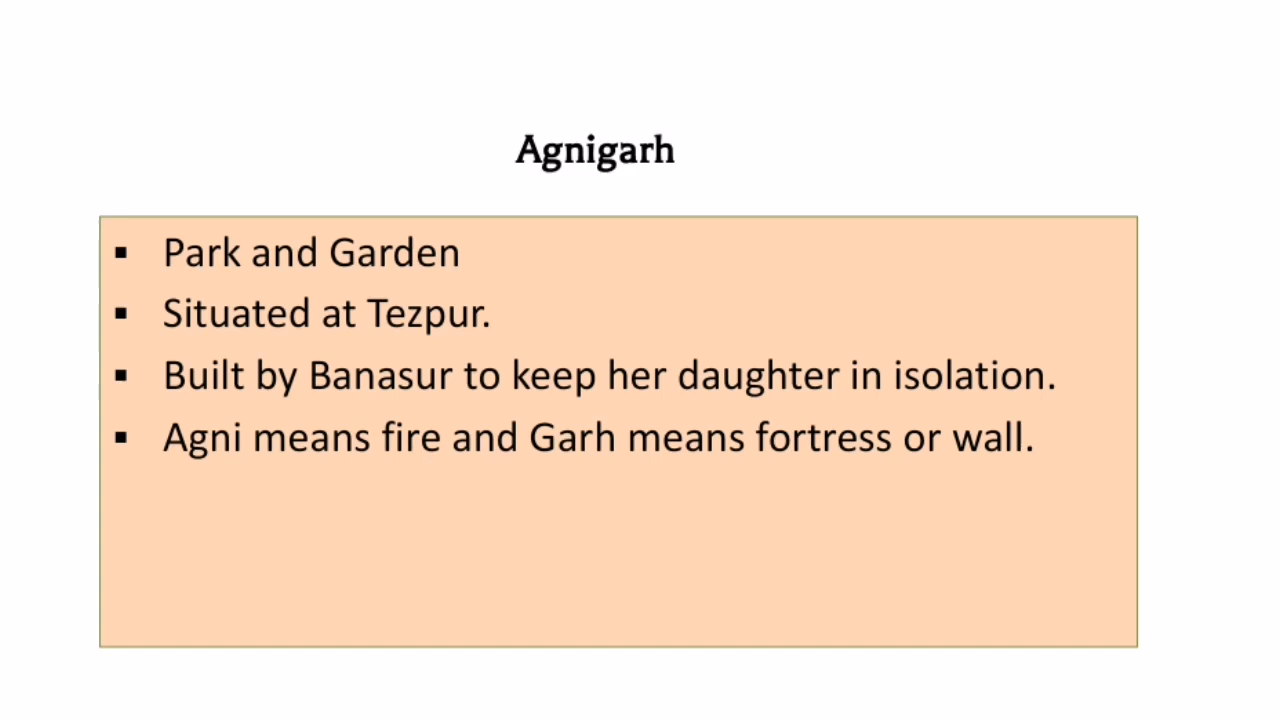 Agnigarh
▪ Park and Garden
▪ Situated at Tezpur.
▪ Built by Banasur to keep her daughter in isolation.
▪ Agni means fire and Garh means fortress or wall.